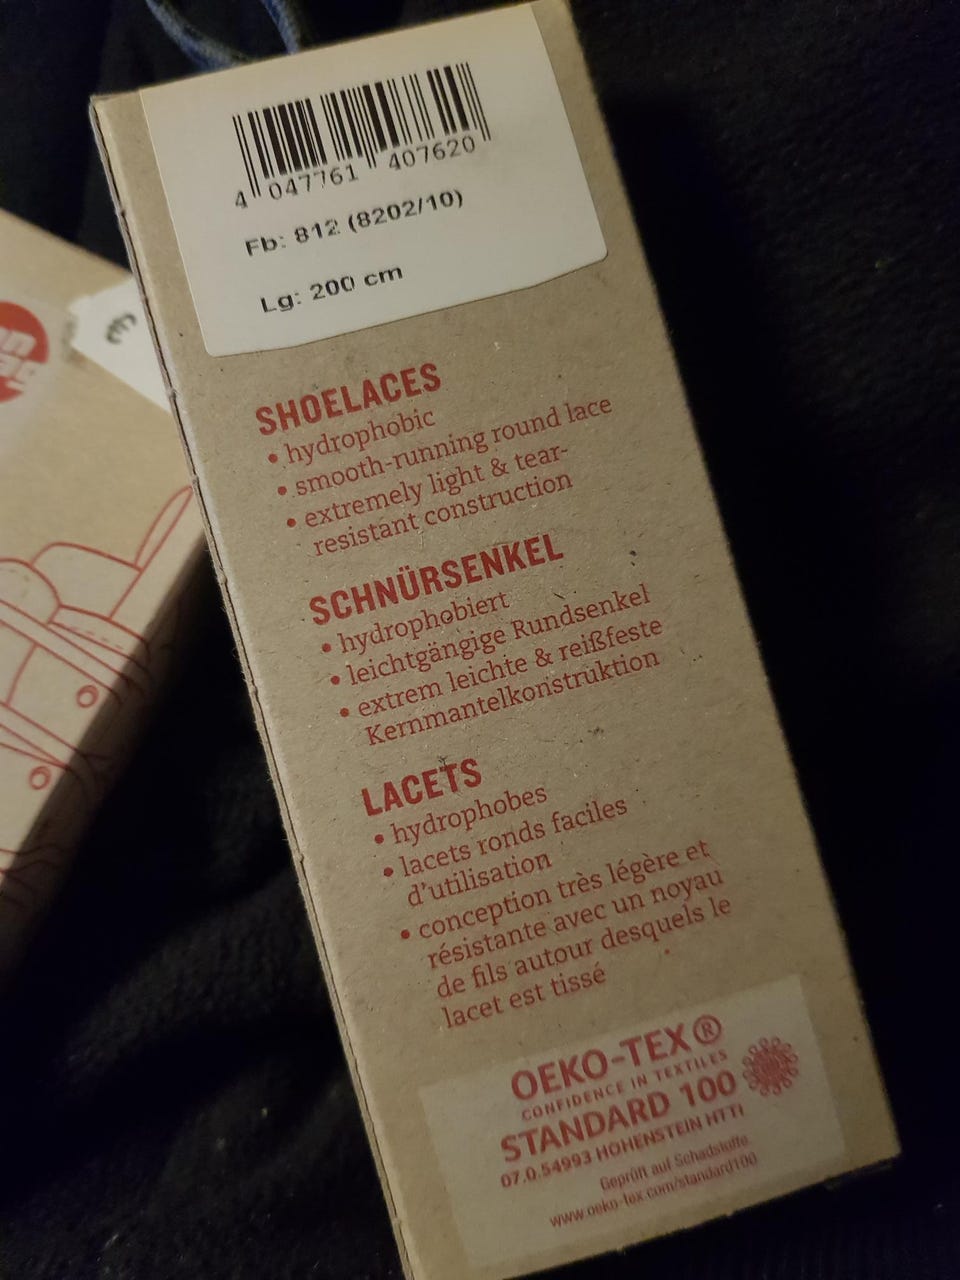 4 047761 407620
Fb: 812 (8202/10)
Lg: 200 cm
€
SHOELACES
• hydrophobic
• smooth-running round lace
• extremely light & tear-
resistant construction
SCHNÜRSENKEL
• hydrophobiert
• leichtgängige Rundsenkel
• extrem leichte & reißfeste
Kernmantelkonstruktion
LACETS
• hydrophobes
• lacets ronds faciles
d'utilisation
• conception très légère et
résistante avec un noyau
de fils autour desquels le
lacet est tissé
OEKO-TEX®
CONFIDENCE IN TEXTILES
STANDARD 100
07.0.54993 HOHENSTEIN HTTI
Geprüft auf Schadstoffe
www.oeko-tex.com/standard100